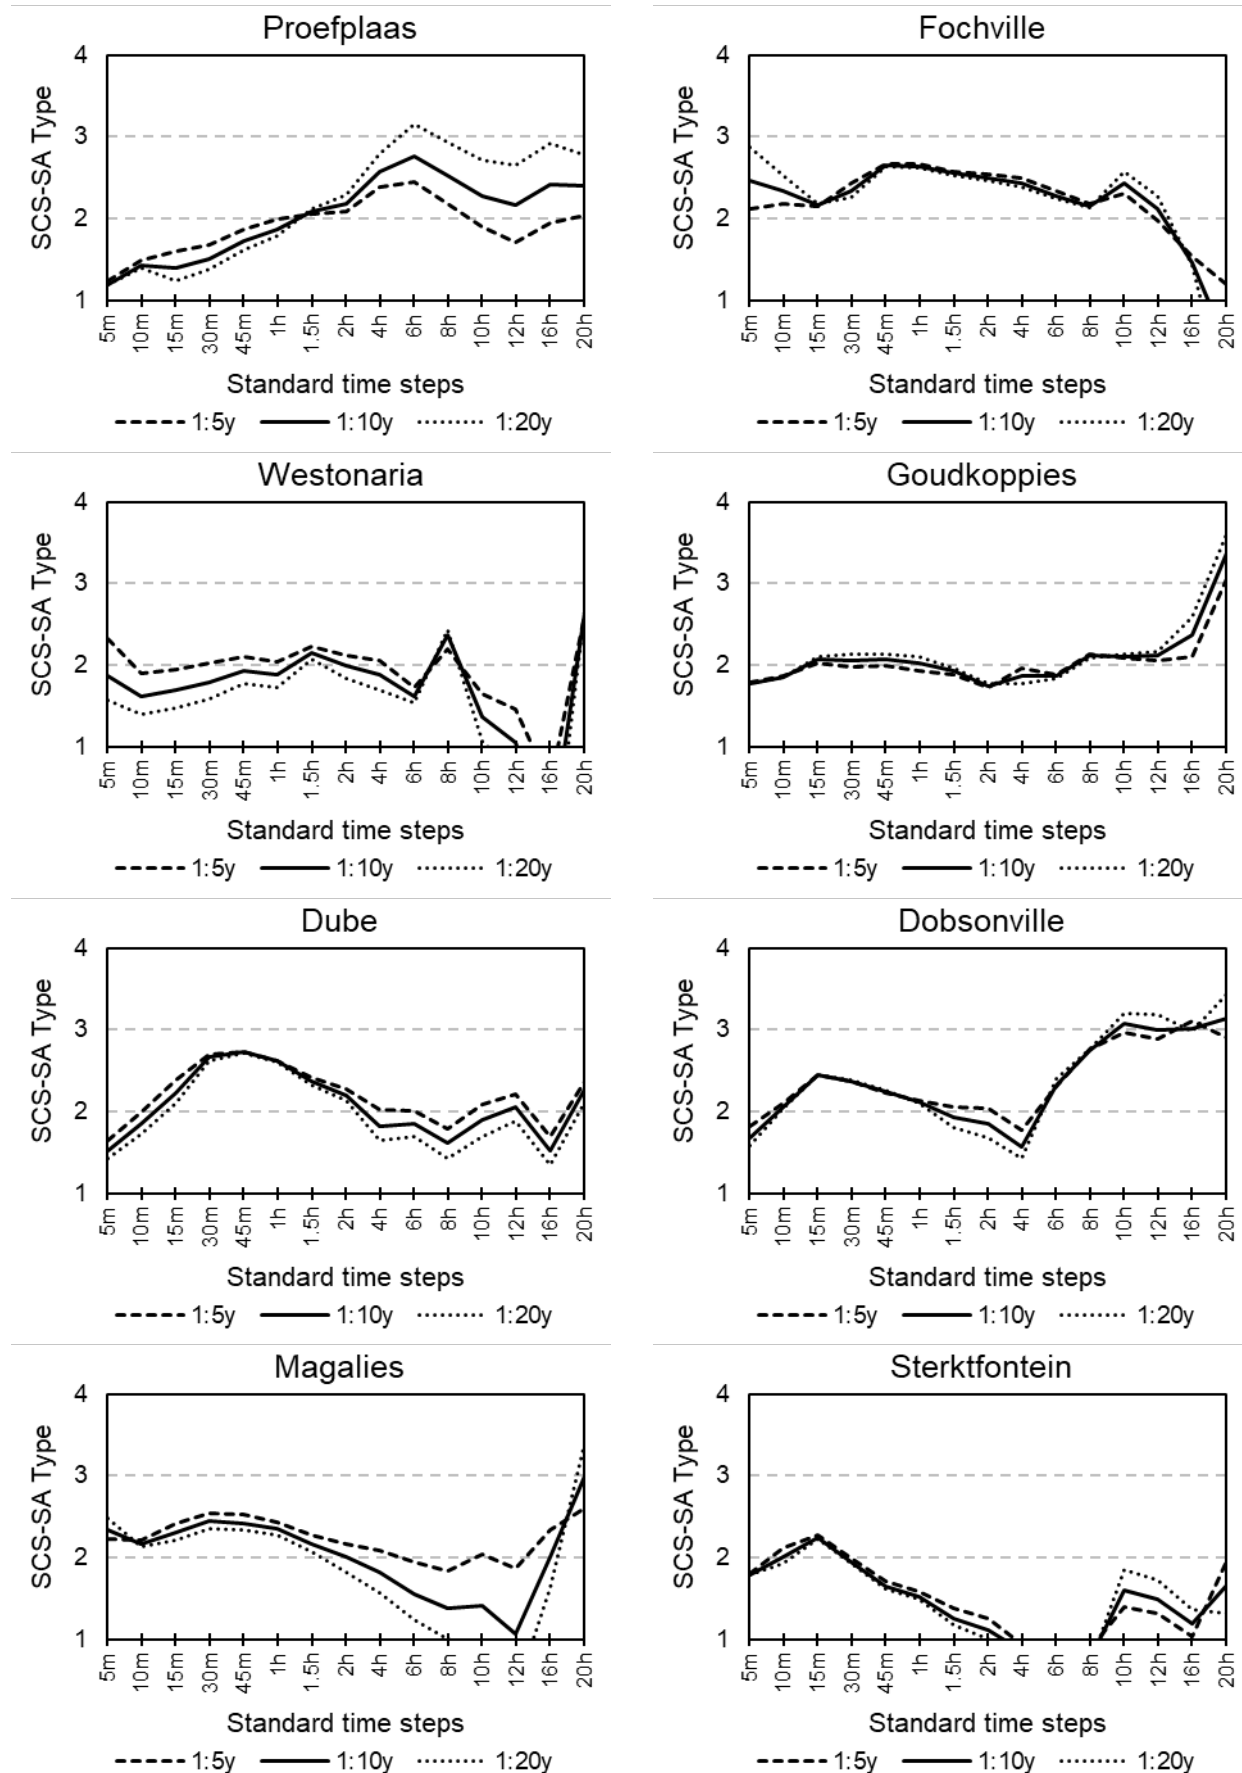 Proefplaas
4
3
2
1
SCS-SA Type
5m 10m 15m 30m 45m 1h 1.5h 2h 4h 6h 8h 10h 12h 16h 20h
Standard time steps
1:5y 1:10y 1:20y
Fochville
4
3
2
1
SCS-SA Type
5m 10m 15m 30m 45m 1h 1.5h 2h 4h 6h 8h 10h 12h 16h 20h
Standard time steps
1:5y 1:10y 1:20y
Westonaria
4
3
2
1
SCS-SA Type
5m 10m 15m 30m 45m 1h 1.5h 2h 4h 6h 8h 10h 12h 16h 20h
Standard time steps
1:5y 1:10y 1:20y
Goudkoppies
4
3
2
1
SCS-SA Type
5m 10m 15m 30m 45m 1h 1.5h 2h 4h 6h 8h 10h 12h 16h 20h
Standard time steps
1:5y 1:10y 1:20y
Dube
4
3
2
1
SCS-SA Type
5m 10m 15m 30m 45m 1h 1.5h 2h 4h 6h 8h 10h 12h 16h 20h
Standard time steps
1:5y 1:10y 1:20y
Dobsonville
4
3
2
1
SCS-SA Type
5m 10m 15m 30m 45m 1h 1.5h 2h 4h 6h 8h 10h 12h 16h 20h
Standard time steps
1:5y 1:10y 1:20y
Magalies
4
3
2
1
SCS-SA Type
5m 10m 15m 30m 45m 1h 1.5h 2h 4h 6h 8h 10h 12h 16h 20h
Standard time steps
1:5y 1:10y 1:20y
Sterktfontein
4
3
2
1
SCS-SA Type
5m 10m 15m 30m 45m 1h 1.5h 2h 4h 6h 8h 10h 12h 16h 20h
Standard time steps
1:5y 1:10y 1:20y